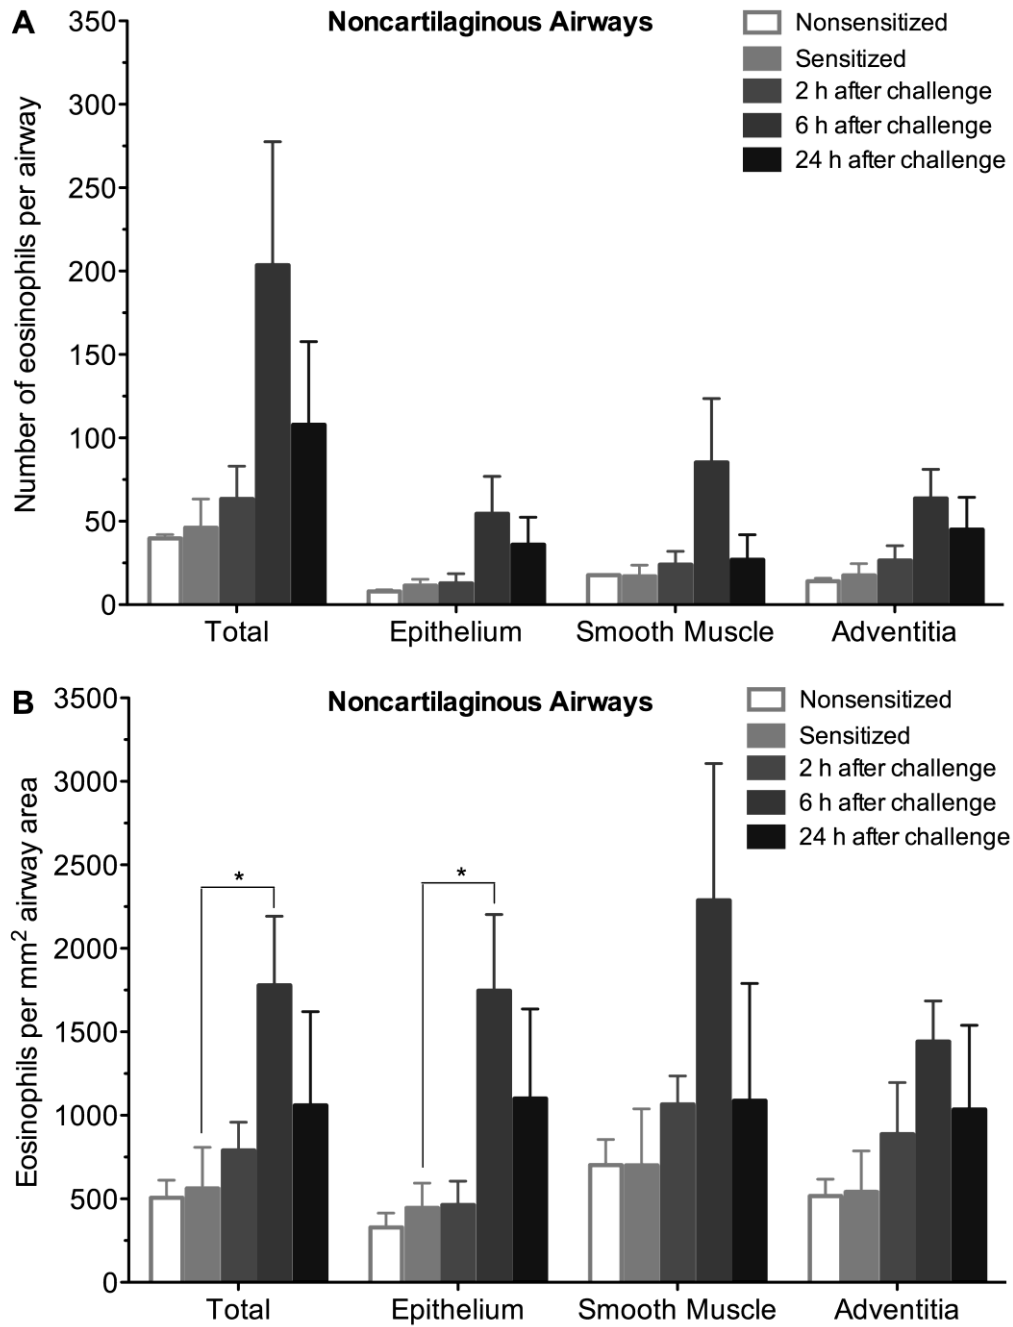 A
Noncartilaginous Airways
Nonsensitized
Sensitized
2 h after challenge
6 h after challenge
24 h after challenge
Number of eosinophils per airway
350
300
250
200
150
100
50
0
Total Epithelium Smooth Muscle Adventitia
B
Noncartilaginous Airways
Nonsensitized
Sensitized
2 h after challenge
6 h after challenge
24 h after challenge
Eosinophils per mm² airway area
3500
3000
2500
2000
1500
1000
500
0
* *
Total Epithelium Smooth Muscle Adventitia